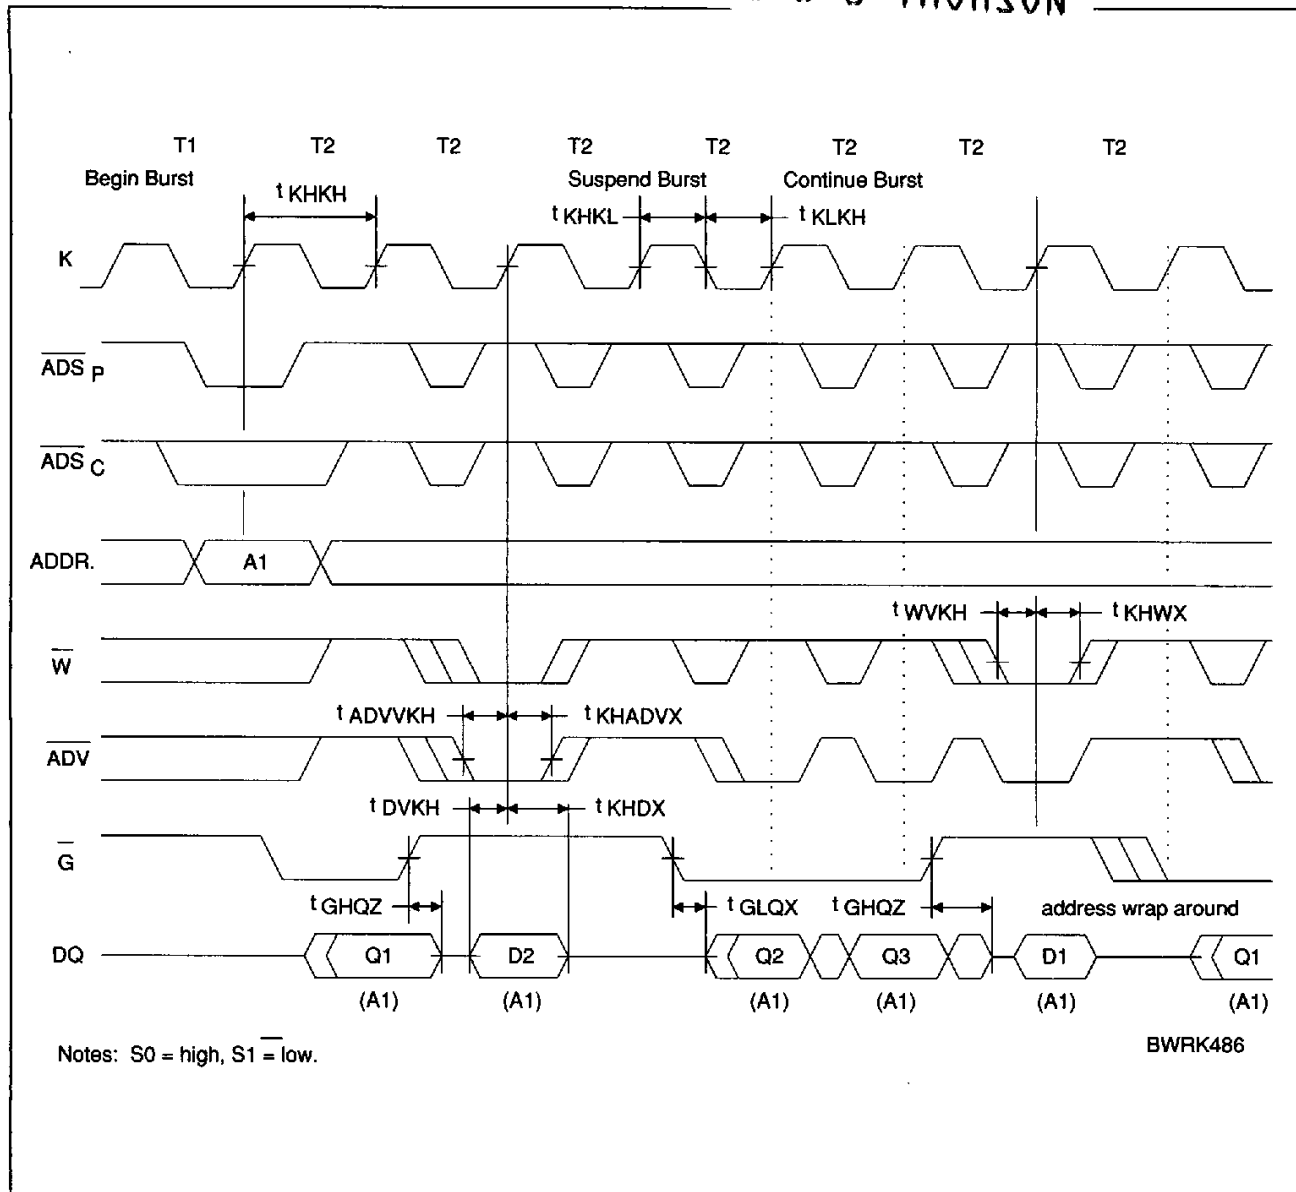 THOMSON
T1 T2 T2 T2 T2 T2 T2 T2
Begin Burst Suspend Burst Continue Burst
t KHKH
t KHKL t KLKH
K
ADS P
ADS C
ADDR. A1
t WVKH t KHWX
W
t ADVVKH t KHADVX
ADV
t DVKH t KHDX
G
t GHQZ t GLQX t GHQZ address wrap around
DQ Q1 D2 Q2 Q3 D1 Q1
(A1) (A1) (A1) (A1) (A1) (A1)
Notes: S0 = high, S1 = low.
BWRK486